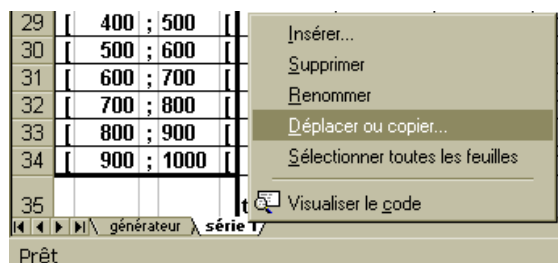 29 [ 400 ; 500 [
30 [ 500 ; 600 [
31 [ 600 ; 700 [
32 [ 700 ; 800 [
33 [ 800 ; 900 [
34 [ 900 ; 1000 [
35 t
Insérer...
Supprimer
Renommer
Déplacer ou copier...
Sélectionner toutes les feuilles
Visualiser le code
générateur série 1
Prêt